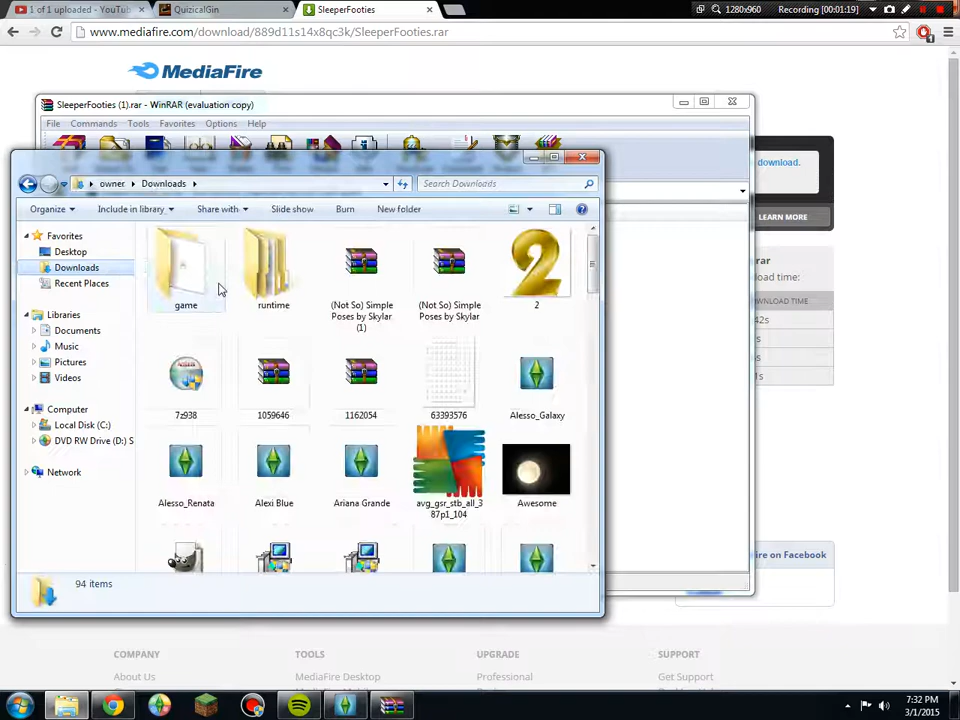 1 of 1 uploaded - YouTu
QuizicalGin
SleeperFooties
1280x960
Recording [00:01:19]
www.mediafire.com/download/889d11s14x8qc3k/SleeperFooties.rar
MediaFire
SleeperFooties (1).rar - WinRAR (evaluation copy)
File Commands Tools Favorites Options Help
download.
LEARN MORE
owner Downloads
Search Downloads
Organize Include in library Share with Slide show Burn New folder
Favorites
Desktop
Downloads
Recent Places
Libraries
Documents
Music
Pictures
Videos
Computer
Local Disk (C:)
DVD RW Drive (D:) S
Network
game
runtime
(Not So) Simple
Poses by Skylar
(1)
(Not So) Simple
Poses by Skylar
2
7z938
1059646
1162054
63393576
Alesso_Galaxy
Alesso_Renata
Alexi Blue
Ariana Grande
avg_gsr_stb_all_3
87p1_104
Awesome
94 items
rar
load time:
OWNLOAD TIME
42s
s
s
1s
ire on Facebook
COMPANY
TOOLS
UPGRADE
SUPPORT
About Us
MediaFire Desktop
Professional
Get Support
7:32 PM
3/1/2015